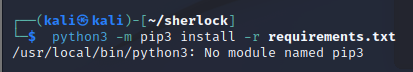 ┌──(kali㉿kali)-[~/sherlock]
└─$ python3 -m pip3 install -r requirements.txt
/usr/local/bin/python3: No module named pip3